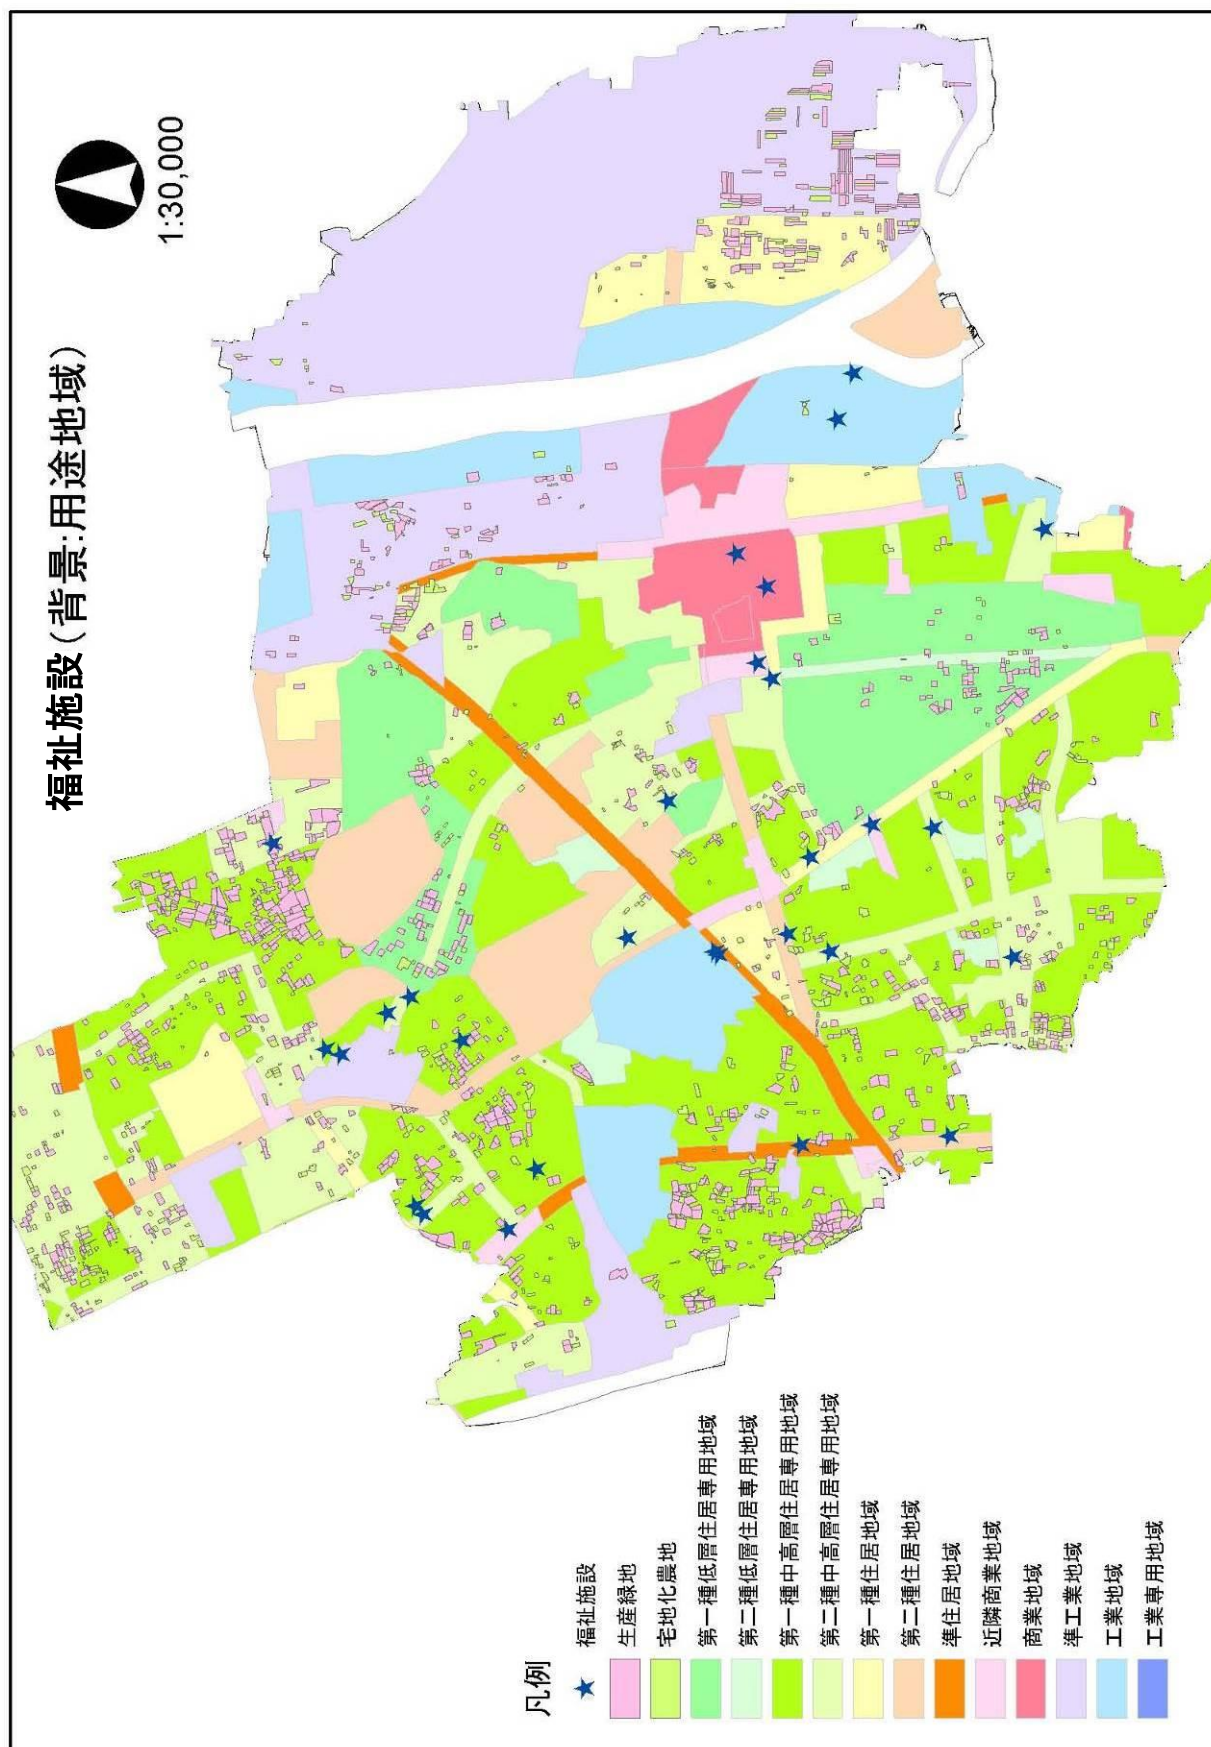 福祉施設(背景:用途地域)
1:30,000
凡例
福祉施設
生産緑地
宅地化農地
第一種低層住居専用地域
第二種低層住居専用地域
第一種中高層住居専用地域
第二種中高層住居専用地域
第一種住居地域
第二種住居地域
準住居地域
近隣商業地域
商業地域
準工業地域
工業地域
工業専用地域